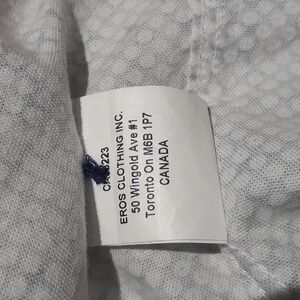 EROS CLOTHING INC.
50 Wingold Ave #1
Toronto On M6B 1P7
CANADA